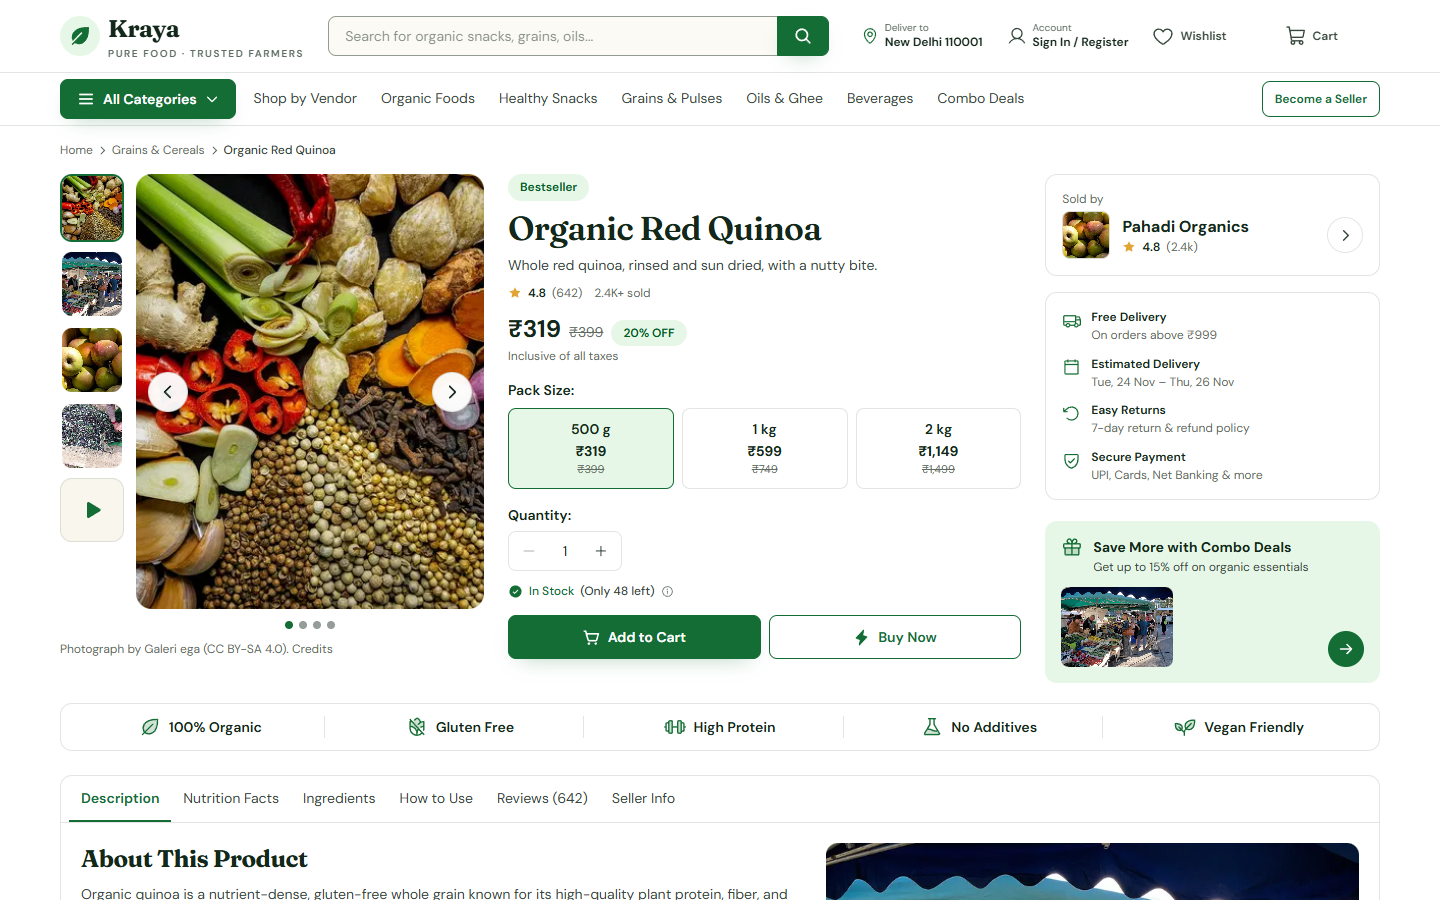 Kraya
PURE FOOD · TRUSTED FARMERS
Search for organic snacks, grains, oils...
Deliver to
New Delhi 110001
Account
Sign In / Register
Wishlist
Cart
All Categories
Shop by Vendor
Organic Foods
Healthy Snacks
Grains & Pulses
Oils & Ghee
Beverages
Combo Deals
Become a Seller
Home
Grains & Cereals
Organic Red Quinoa
Bestseller
Organic Red Quinoa
Whole red quinoa, rinsed and sun dried, with a nutty bite.
4.8 (642) 2.4K+ sold
₹319 ₹399 20% OFF
Inclusive of all taxes
Pack Size:
500 g
₹319
₹399
1 kg
₹599
₹749
2 kg
₹1,149
₹1,499
Quantity:
1
In Stock (Only 48 left)
Add to Cart
Buy Now
Photograph by Galeri ega (CC BY-SA 4.0). Credits
Sold by
Pahadi Organics
4.8 (2.4k)
Free Delivery
On orders above ₹999
Estimated Delivery
Tue, 24 Nov – Thu, 26 Nov
Easy Returns
7-day return & refund policy
Secure Payment
UPI, Cards, Net Banking & more
Save More with Combo Deals
Get up to 15% off on organic essentials
100% Organic
Gluten Free
High Protein
No Additives
Vegan Friendly
Description
Nutrition Facts
Ingredients
How to Use
Reviews (642)
Seller Info
About This Product
Organic quinoa is a nutrient-dense, gluten-free whole grain known for its high-quality plant protein, fiber, and